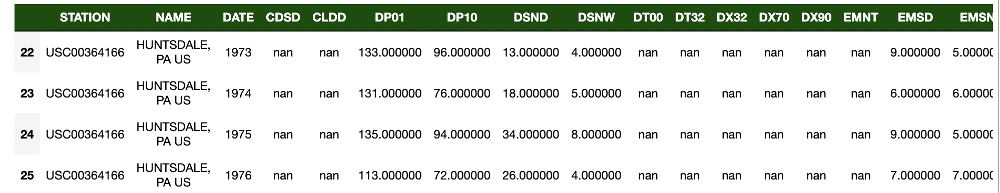 STATION NAME DATE CDSD CLDD DP01 DP10 DSND DSNW DT00 DT32 DX32 DX70 DX90 EMNT EMSD EMSN
22 USC00364166 HUNTSDALE, PA US 1973 nan nan 133.000000 96.000000 13.000000 4.000000 nan nan nan nan nan nan 9.000000 5.00000
23 USC00364166 HUNTSDALE, PA US 1974 nan nan 131.000000 76.000000 18.000000 5.000000 nan nan nan nan nan nan 6.000000 6.00000
24 USC00364166 HUNTSDALE, PA US 1975 nan nan 135.000000 94.000000 34.000000 8.000000 nan nan nan nan nan nan 9.000000 5.00000
25 USC00364166 HUNTSDALE, PA US 1976 nan nan 113.000000 72.000000 26.000000 4.000000 nan nan nan nan nan nan 7.000000 7.00000